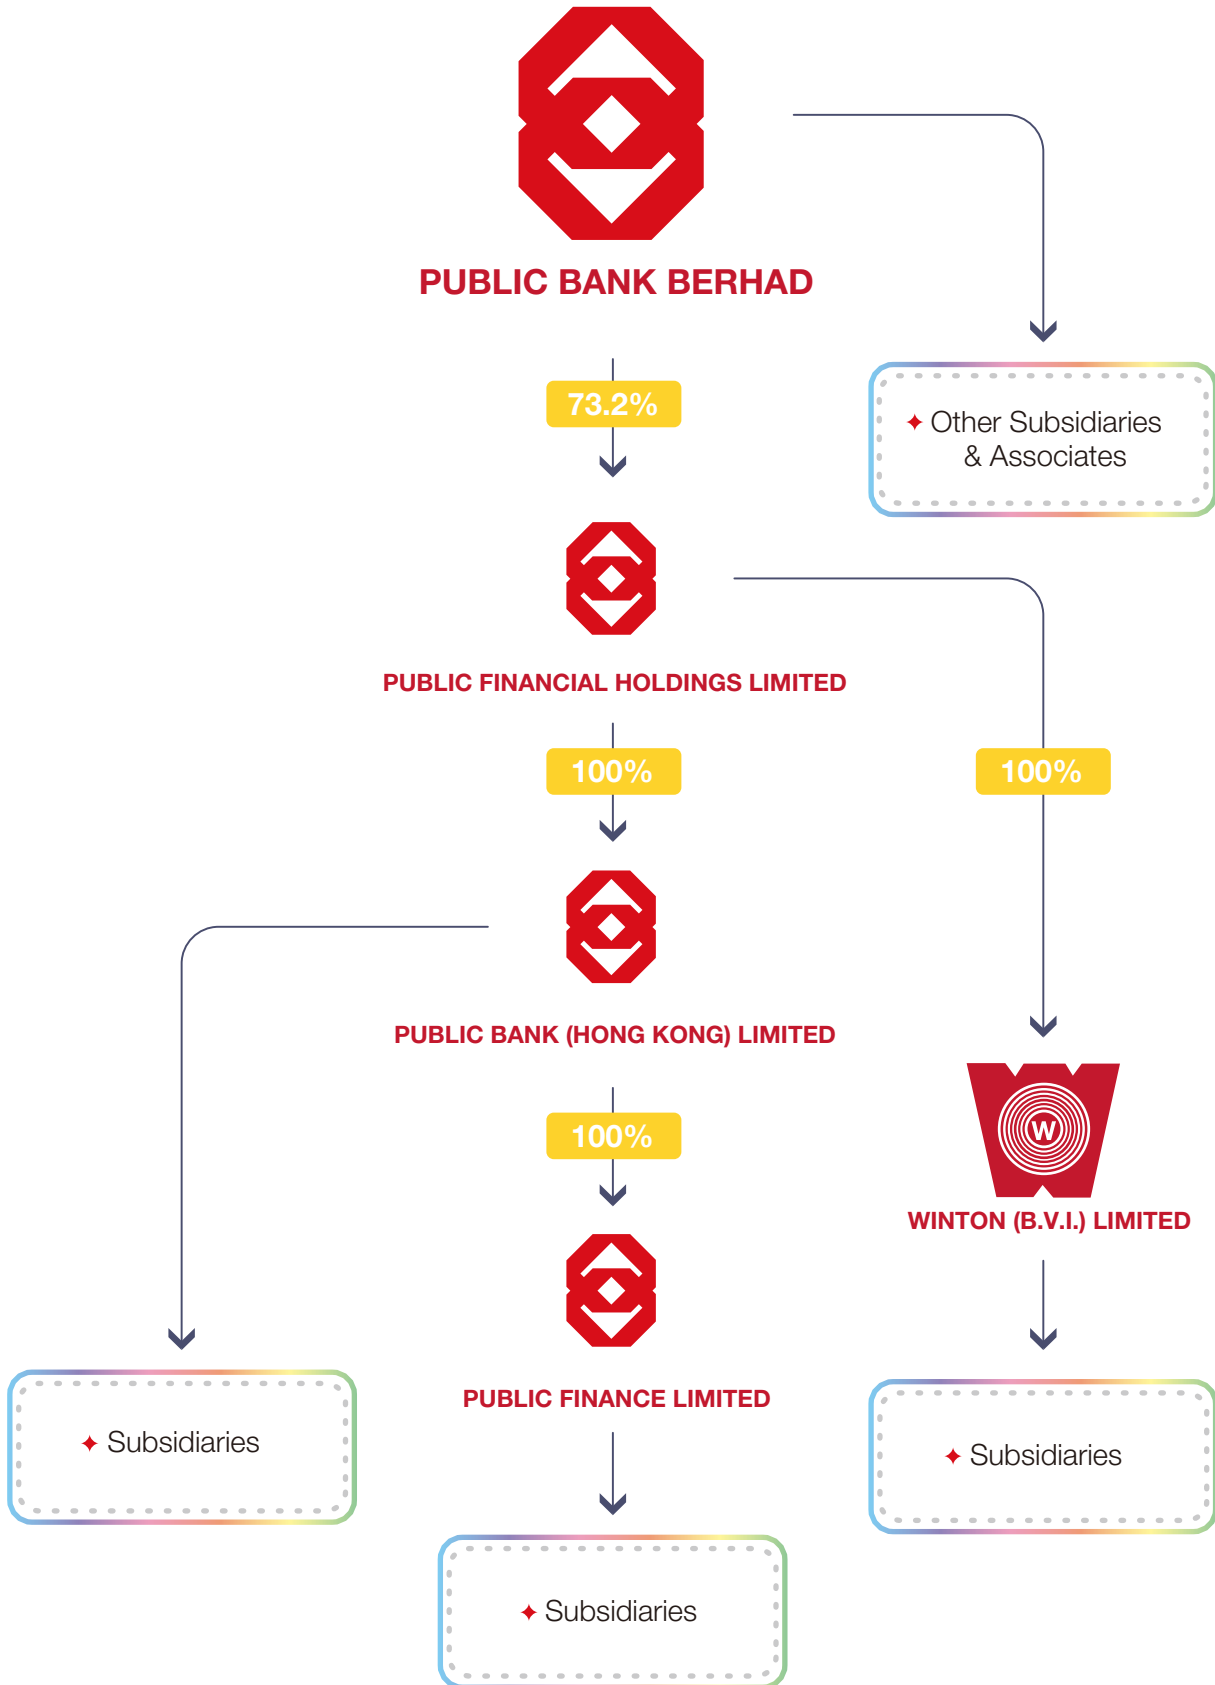 PUBLIC BANK BERHAD
73.2%
Other Subsidiaries
& Associates
PUBLIC FINANCIAL HOLDINGS LIMITED
100%
100%
PUBLIC BANK (HONG KONG) LIMITED
100%
W
WINTON (B.V.I.) LIMITED
PUBLIC FINANCE LIMITED
Subsidiaries
Subsidiaries
Subsidiaries